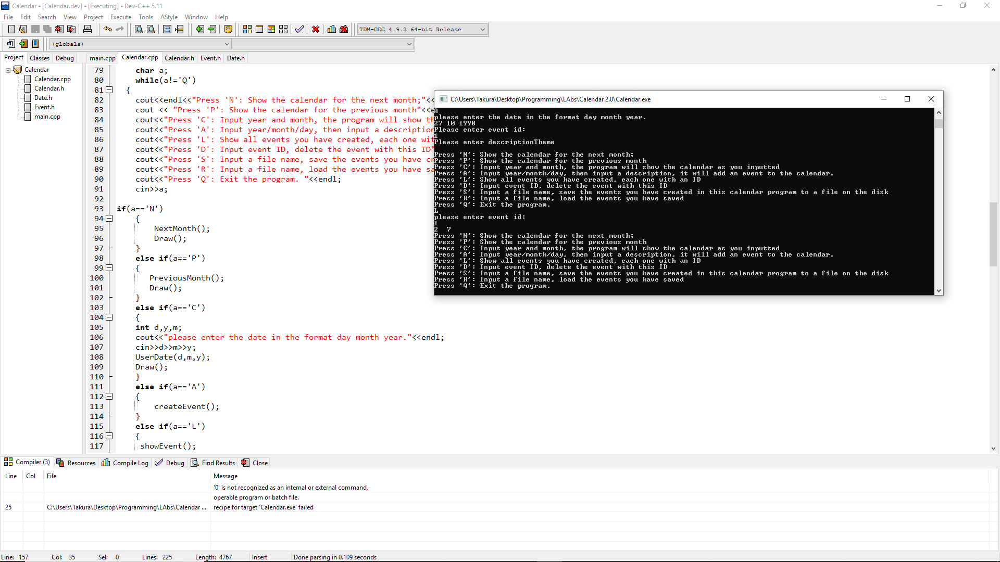 Calendar - [Calendar.dev] - [Executing] - Dev-C++ 5.11
File Edit Search View Project Execute Tools AStyle Window Help
TDM-GCC 4.9.2 64-bit Release
(globals)
Project Classes Debug
main.cpp Calendar.cpp Calendar.h Event.h Date.h
Calendar
Calendar.cpp
Calendar.h
Date.h
Event.h
main.cpp
79 char a;
80 while(a!='Q')
81 {
82 cout<<endl<<"Press 'N': Show the calendar for the next month;"<<
83 cout << "Press 'P': Show the calendar for the previous month"<<e
84 cout<<"Press 'C': Input year and month, the program will show th
85 cout<<"Press 'A': Input year/month/day, then input a description
86 cout<<"Press 'L': Show all events you have created, each one wit
87 cout<<"Press 'D': Input event ID, delete the event with this ID"
88 cout<<"Press 'S': Input a file name, save the events you have cr
89 cout<<"Press 'R': Input a file name, load the events you have sa
90 cout<<"Press 'Q': Exit the program. "<<endl;
91 cin>>a;
92
93 if(a=='N')
94 {
95 NextMonth();
96 Draw();
97 }
98 else if(a=='P')
99 {
100 PreviousMonth();
101 Draw();
102 }
103 else if(a=='C')
104 {
105 int d,y,m;
106 cout<<"please enter the date in the format day month year."<<endl;
107 cin>>d>>m>>y;
108 UserDate(d,m,y);
109 Draw();
110 }
111 else if(a=='A')
112 {
113 createEvent();
114 }
115 else if(a=='L')
116 {
117 showEvent();
C:\Users\Takura\Desktop\Programming\LAbs\Calendar 2.0\Calendar.exe
A
please enter the date in the format day month year.
27 10 1998
Please enter event id:
1
Please enter descriptionTheme
Press 'N': Show the calendar for the next month;
Press 'P': Show the calendar for the previous month
Press 'C': Input year and month, the program will show the calendar as you inputted
Press 'A': Input year/month/day, then input a description, it will add an event to the calendar.
Press 'L': Show all events you have created, each one with an ID
Press 'D': Input event ID, delete the event with this ID
Press 'S': Input a file name, save the events you have created in this calendar program to a file on the disk
Press 'R': Input a file name, load the events you have saved
Press 'Q': Exit the program.
L
please enter event id:
1
2 7
Press 'N': Show the calendar for the next month;
Press 'P': Show the calendar for the previous month
Press 'C': Input year and month, the program will show the calendar as you inputted
Press 'A': Input year/month/day, then input a description, it will add an event to the calendar.
Press 'L': Show all events you have created, each one with an ID
Press 'D': Input event ID, delete the event with this ID
Press 'S': Input a file name, save the events you have created in this calendar program to a file on the disk
Press 'R': Input a file name, load the events you have saved
Press 'Q': Exit the program.
Compiler (3) Resources Compile Log Debug Find Results Close
Line Col File Message
'0' is not recognized as an internal or external command,
operable program or batch file.
25 C:\Users\Takura\Desktop\Programming\LAbs\Calendar ... recipe for target 'Calendar.exe' failed
Line: 157 Col: 35 Sel: 0 Lines: 225 Length: 4767 Insert Done parsing in 0.109 seconds